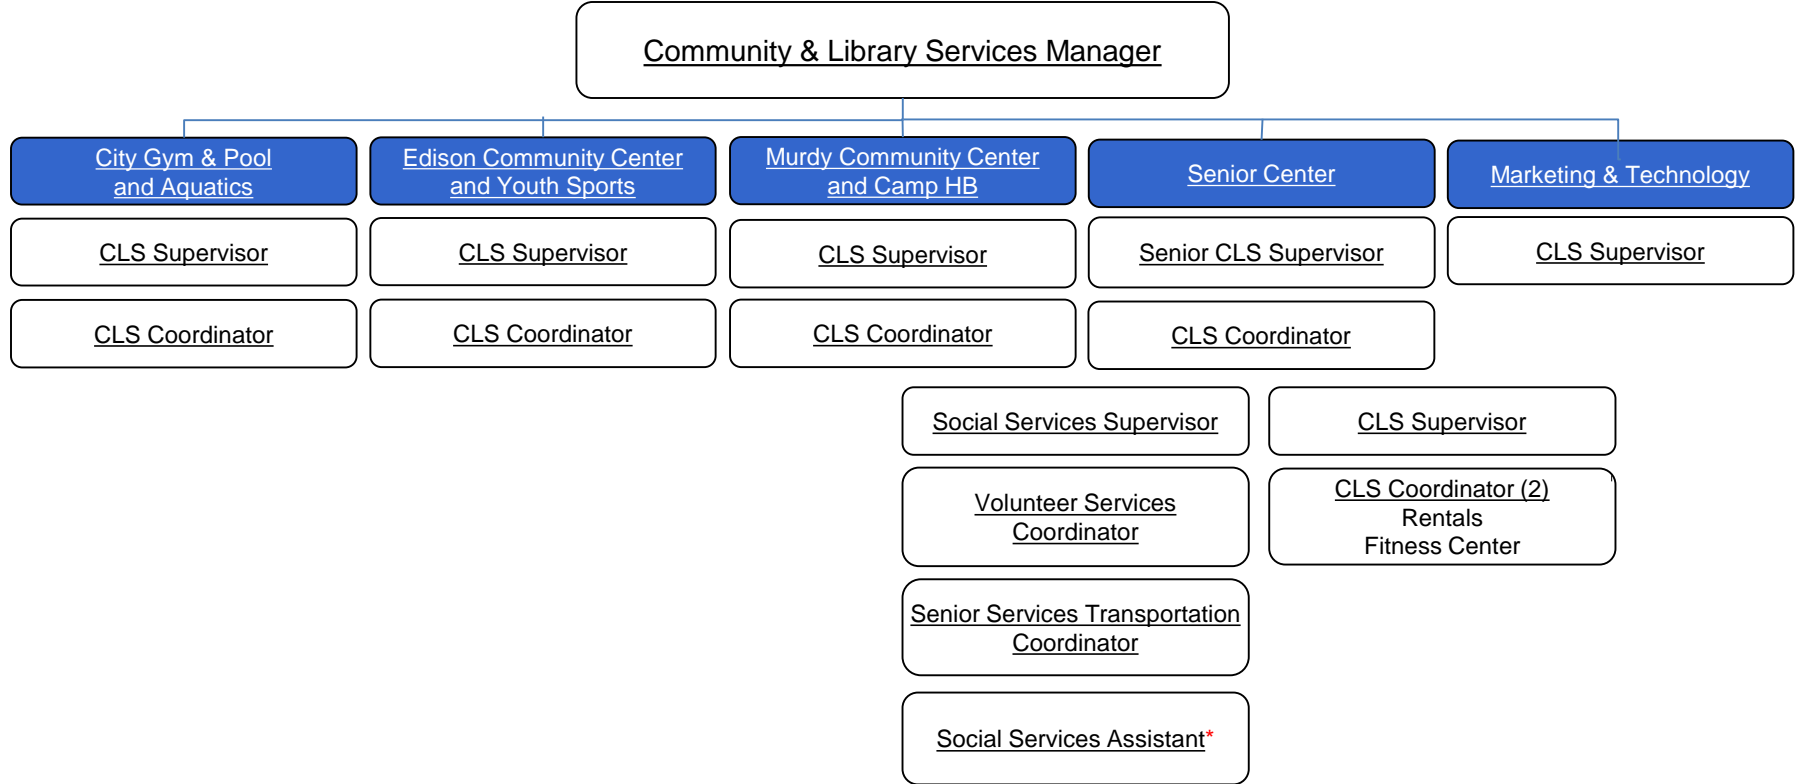 Community & Library Services Manager
City Gym & Pool
and Aquatics
Edison Community Center
and Youth Sports
Murdy Community Center
and Camp HB
Senior Center
Marketing & Technology
CLS Supervisor
CLS Supervisor
CLS Supervisor
Senior CLS Supervisor
CLS Supervisor
CLS Coordinator
CLS Coordinator
CLS Coordinator
CLS Coordinator
Social Services Supervisor
CLS Supervisor
Volunteer Services
Coordinator
CLS Coordinator (2)
Rentals
Fitness Center
Senior Services Transportation
Coordinator
Social Services Assistant*